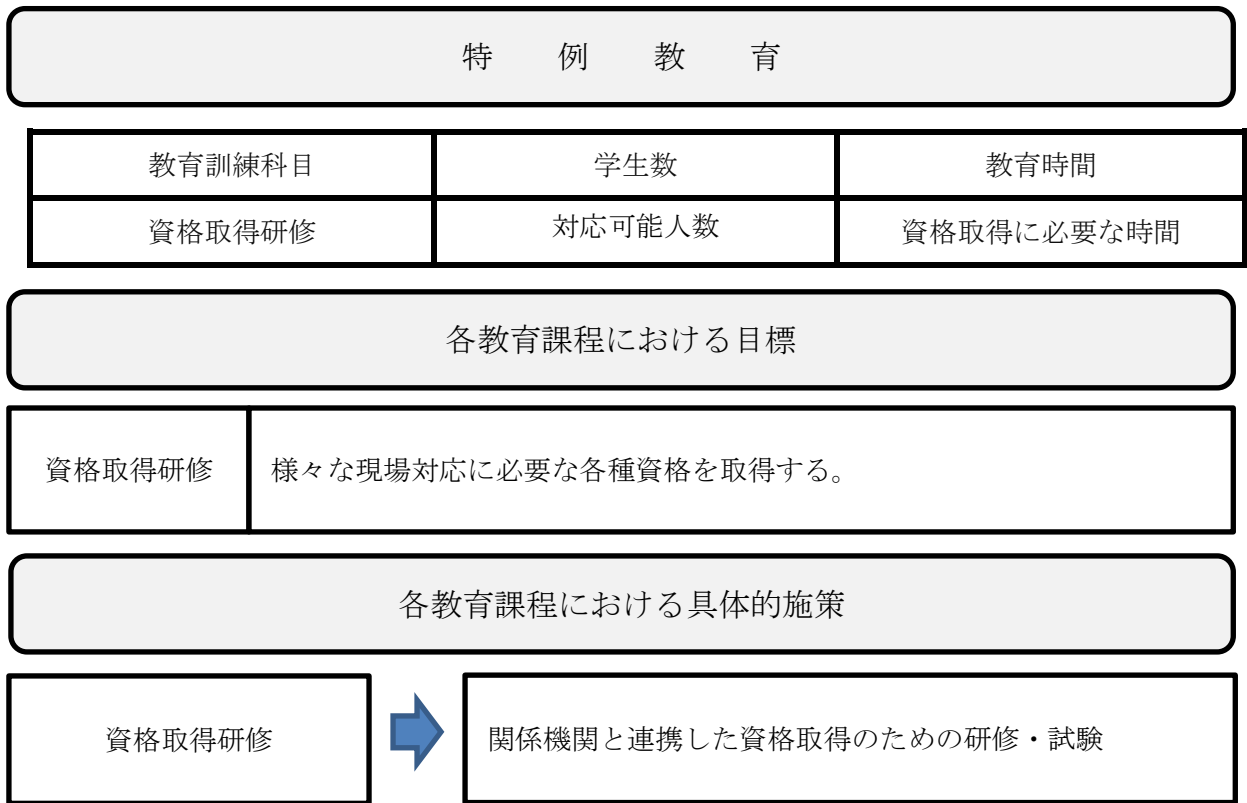 特例教育
教育訓練科目 学生数 教育時間
資格取得研修 対応可能人数 資格取得に必要な時間
各教育課程における目標
資格取得研修 様々な現場対応に必要な各種資格を取得する。
各教育課程における具体的施策
資格取得研修 関係機関と連携した資格取得のための研修・試験